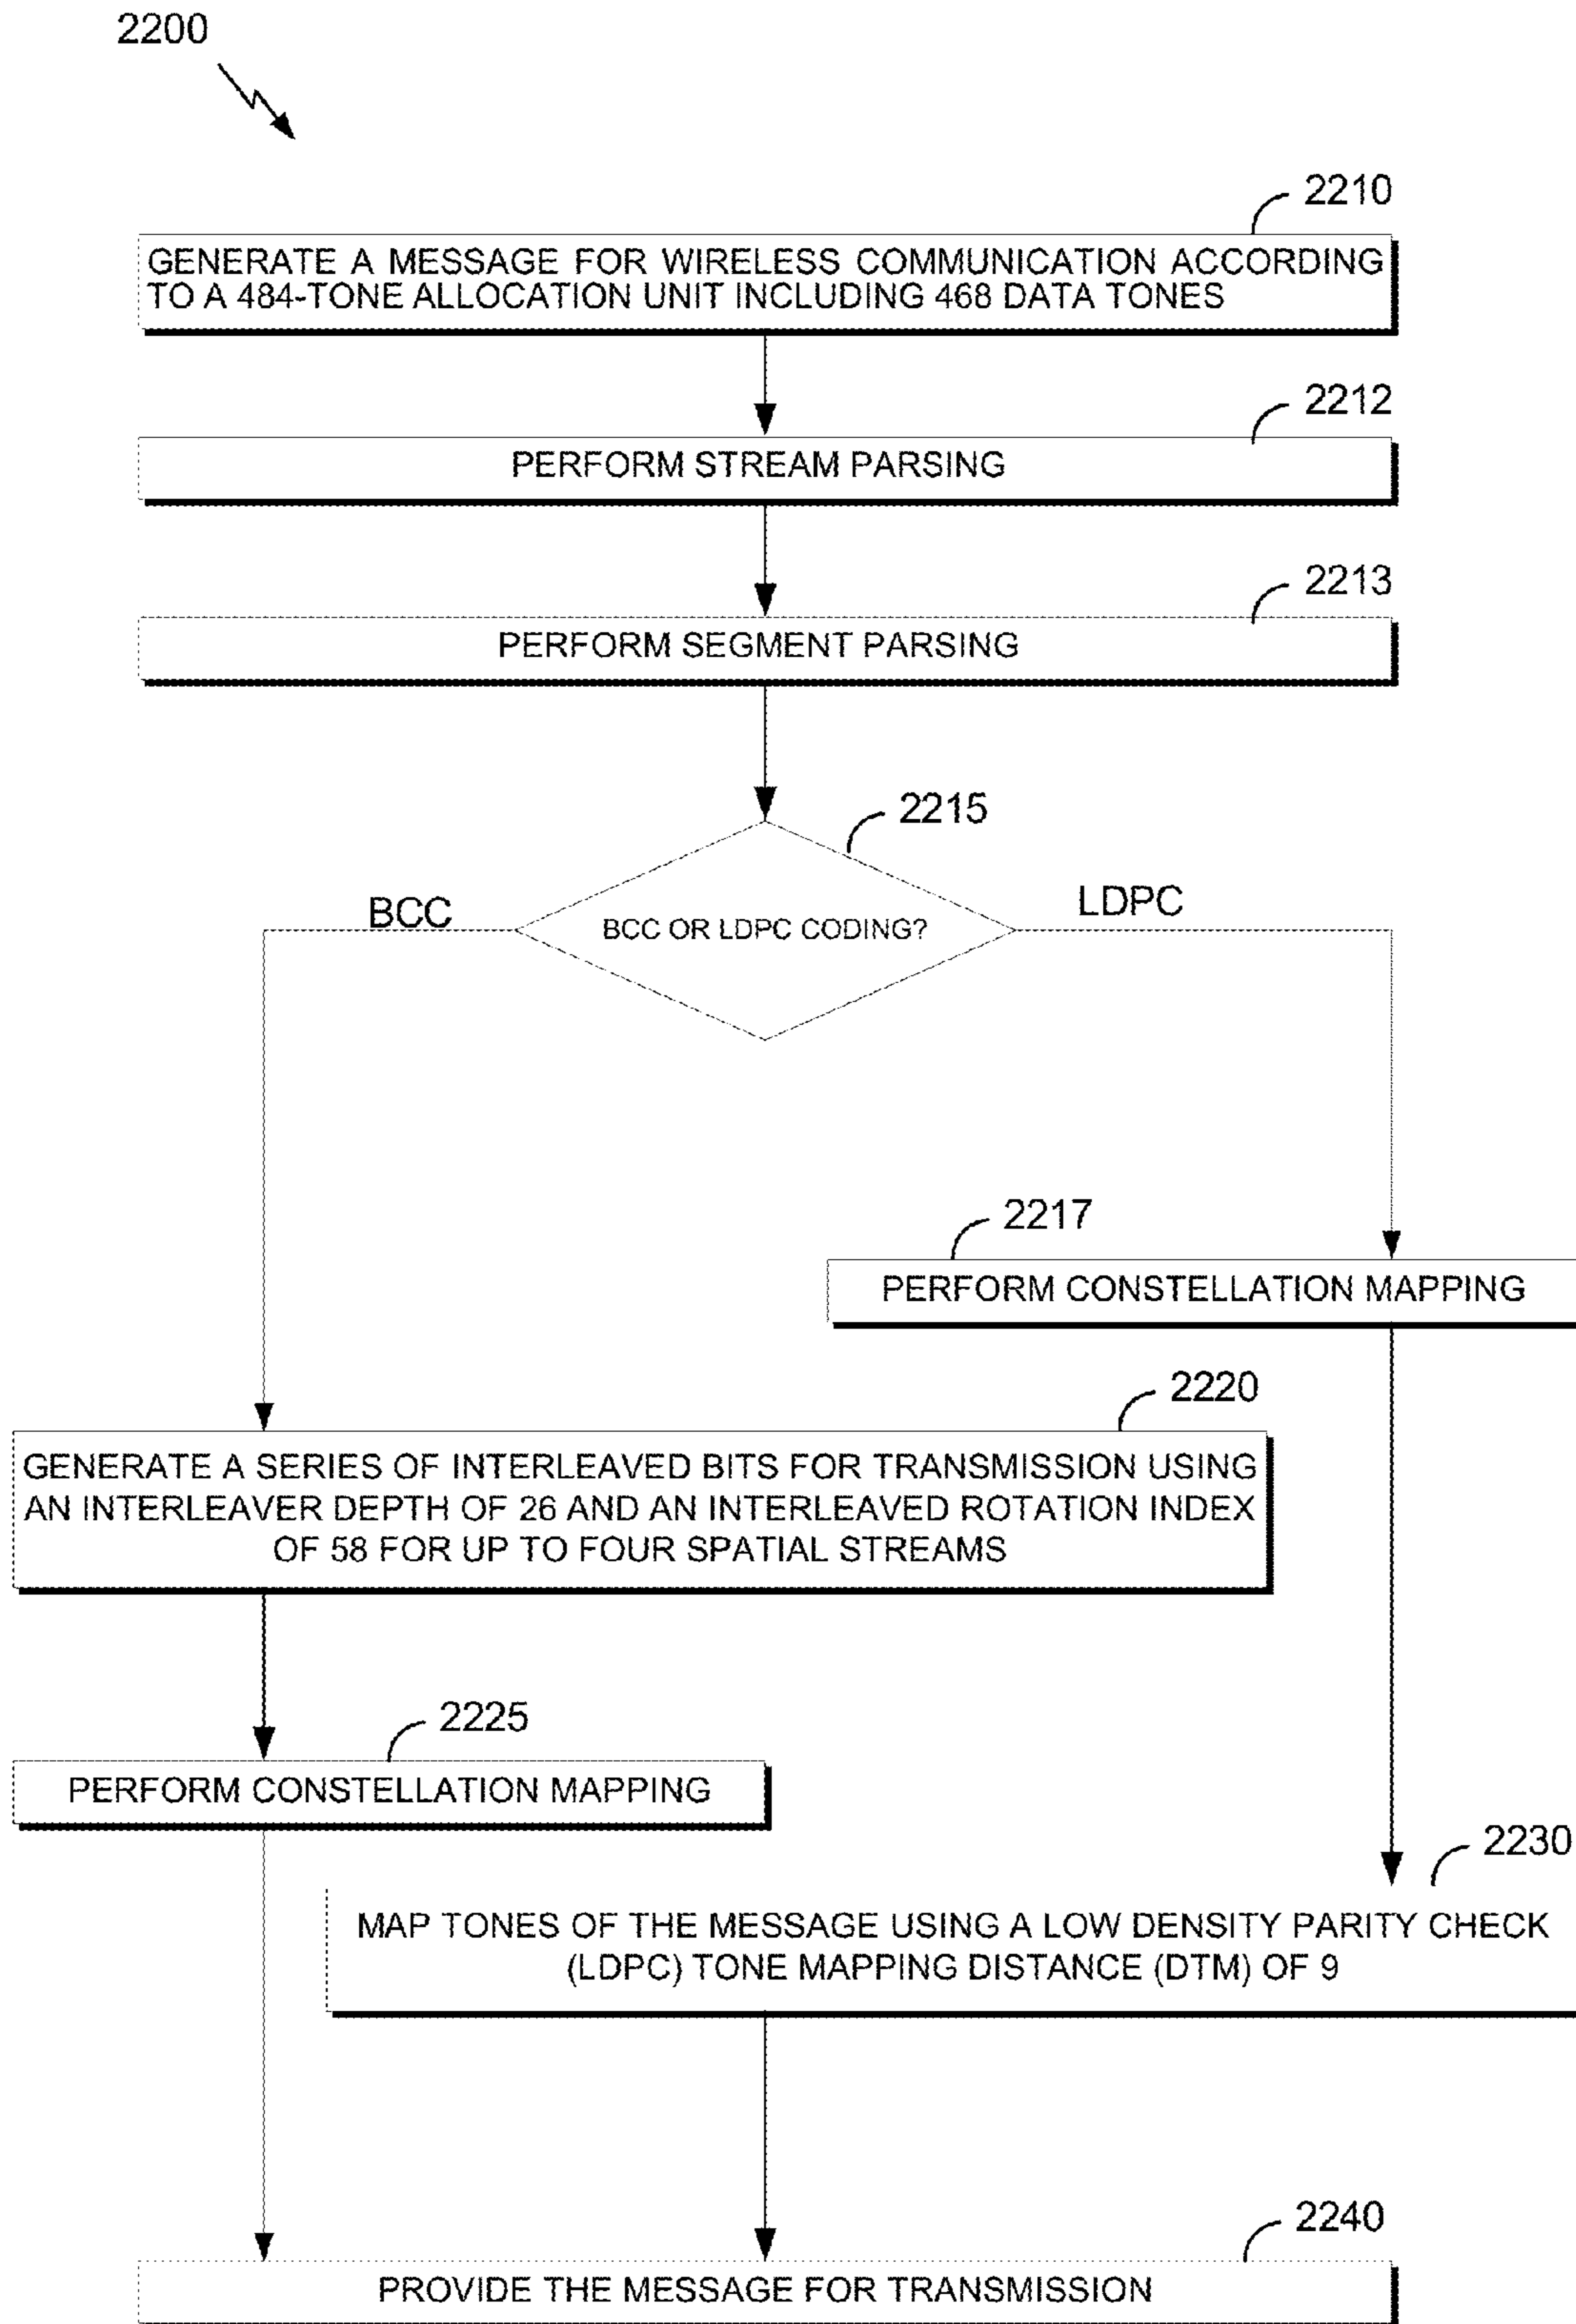 2200
2210
GENERATE A MESSAGE FOR WIRELESS COMMUNICATION ACCORDING
TO A 484-TONE ALLOCATION UNIT INCLUDING 468 DATA TONES
2212
PERFORM STREAM PARSING
2213
PERFORM SEGMENT PARSING
2215
BCC
BCC OR LDPC CODING?
LDPC
2217
PERFORM CONSTELLATION MAPPING
2220
GENERATE A SERIES OF INTERLEAVED BITS FOR TRANSMISSION USING
AN INTERLEAVER DEPTH OF 26 AND AN INTERLEAVED ROTATION INDEX
OF 58 FOR UP TO FOUR SPATIAL STREAMS
2225
PERFORM CONSTELLATION MAPPING
2230
MAP TONES OF THE MESSAGE USING A LOW DENSITY PARITY CHECK
(LDPC) TONE MAPPING DISTANCE (DTM) OF 9
2240
PROVIDE THE MESSAGE FOR TRANSMISSION